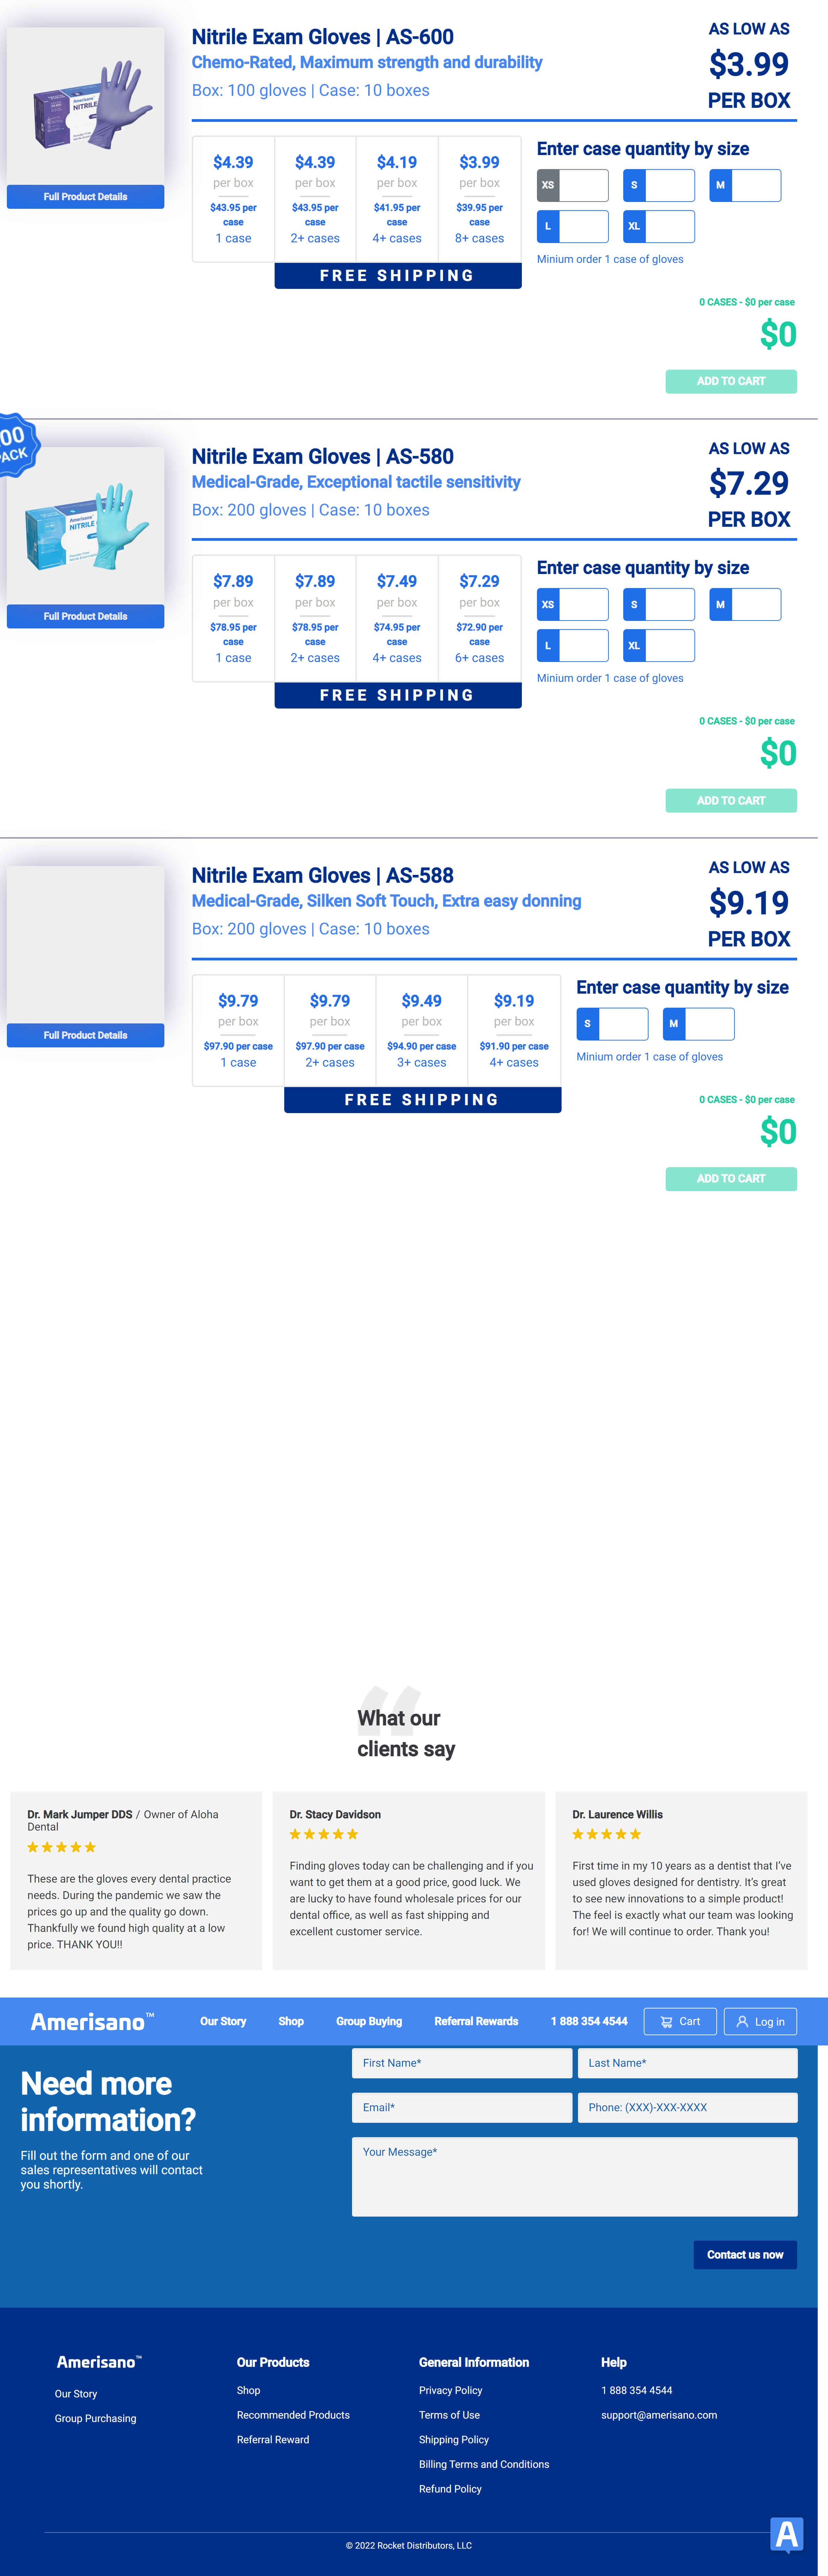 Nitrile Exam Gloves | AS-600
Chemo-Rated, Maximum strength and durability
Box: 100 gloves | Case: 10 boxes
AS LOW AS
$3.99
PER BOX
Amerisano
NITRILE
Full Product Details
$4.39 $4.39 $4.19 $3.99
per box per box per box per box
$43.95 per $43.95 per $41.95 per $39.95 per
case case case case
1 case 2+ cases 4+ cases 8+ cases
FREE SHIPPING
Enter case quantity by size
XS S M
L XL
Minium order 1 case of gloves
0 CASES - $0 per case
$0
ADD TO CART
00
PACK
Nitrile Exam Gloves | AS-580
Medical-Grade, Exceptional tactile sensitivity
Box: 200 gloves | Case: 10 boxes
AS LOW AS
$7.29
PER BOX
Amerisano
NITRILE
Full Product Details
$7.89 $7.89 $7.49 $7.29
per box per box per box per box
$78.95 per $78.95 per $74.95 per $72.90 per
case case case case
1 case 2+ cases 4+ cases 6+ cases
FREE SHIPPING
Enter case quantity by size
XS S M
L XL
Minium order 1 case of gloves
0 CASES - $0 per case
$0
ADD TO CART
Nitrile Exam Gloves | AS-588
Medical-Grade, Silken Soft Touch, Extra easy donning
Box: 200 gloves | Case: 10 boxes
AS LOW AS
$9.19
PER BOX
Full Product Details
$9.79 $9.79 $9.49 $9.19
per box per box per box per box
$97.90 per case $97.90 per case $94.90 per case $91.90 per case
1 case 2+ cases 3+ cases 4+ cases
FREE SHIPPING
Enter case quantity by size
S M
Minium order 1 case of gloves
0 CASES - $0 per case
$0
ADD TO CART
“
What our
clients say
Dr. Mark Jumper DDS / Owner of Aloha
Dental
These are the gloves every dental practice
needs. During the pandemic we saw the
prices go up and the quality go down.
Thankfully we found high quality at a low
price. THANK YOU!!
Dr. Stacy Davidson
Finding gloves today can be challenging and if you
want to get them at a good price, good luck. We
are lucky to have found wholesale prices for our
dental office, as well as fast shipping and
excellent customer service.
Dr. Laurence Willis
First time in my 10 years as a dentist that I've
used gloves designed for dentistry. It's great
to see new innovations to a simple product!
The feel is exactly what our team was looking
for! We will continue to order. Thank you!
Amerisano™ Our Story Shop Group Buying Referral Rewards 1 888 354 4544 Cart Log in
Need more
information?
Fill out the form and one of our
sales representatives will contact
you shortly.
First Name* Last Name*
Email* Phone: (XXX)-XXX-XXXX
Your Message*
Contact us now
Amerisano™
Our Story
Group Purchasing
Our Products
Shop
Recommended Products
Referral Reward
General Information
Privacy Policy
Terms of Use
Shipping Policy
Billing Terms and Conditions
Refund Policy
Help
1 888 354 4544
support@amerisano.com
A
© 2022 Rocket Distributors, LLC